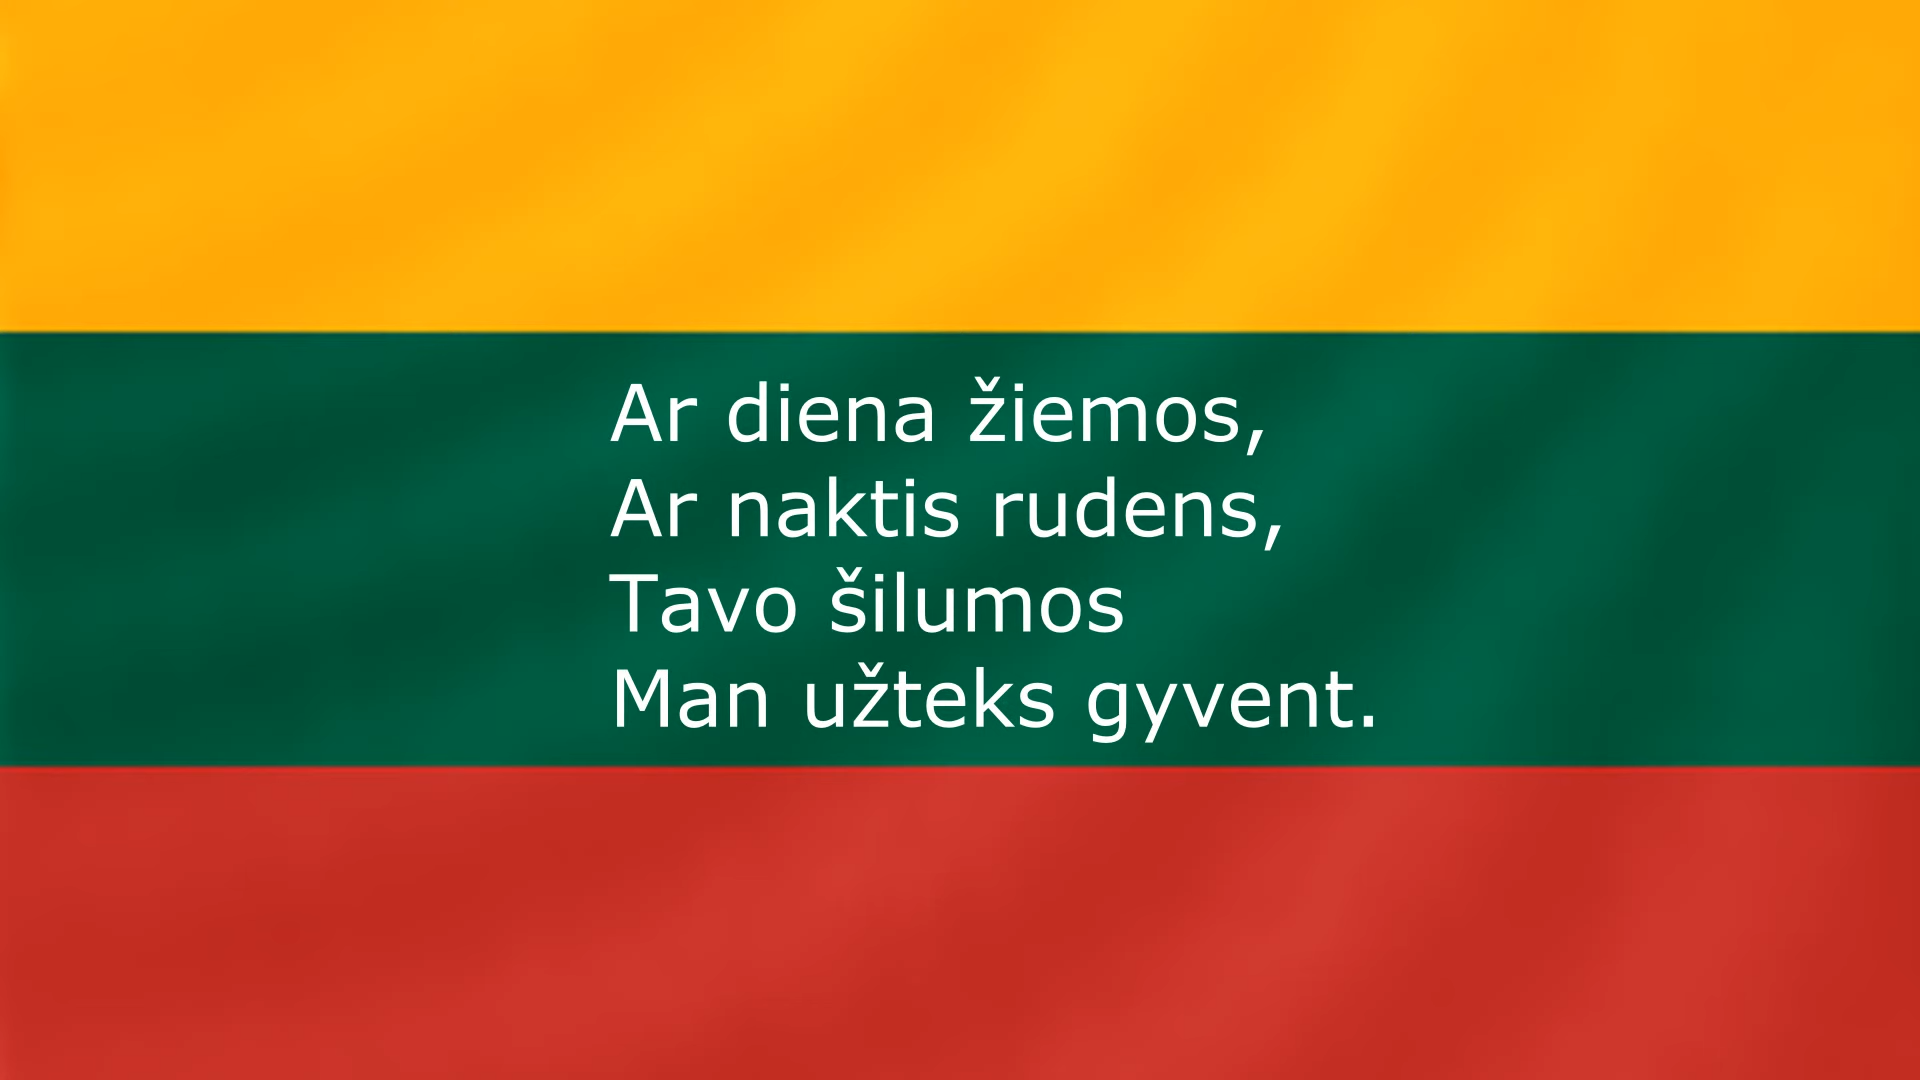 Ar diena žiemos,
Ar naktis rudens,
Tavo šilumos
Man užteks gyvent.